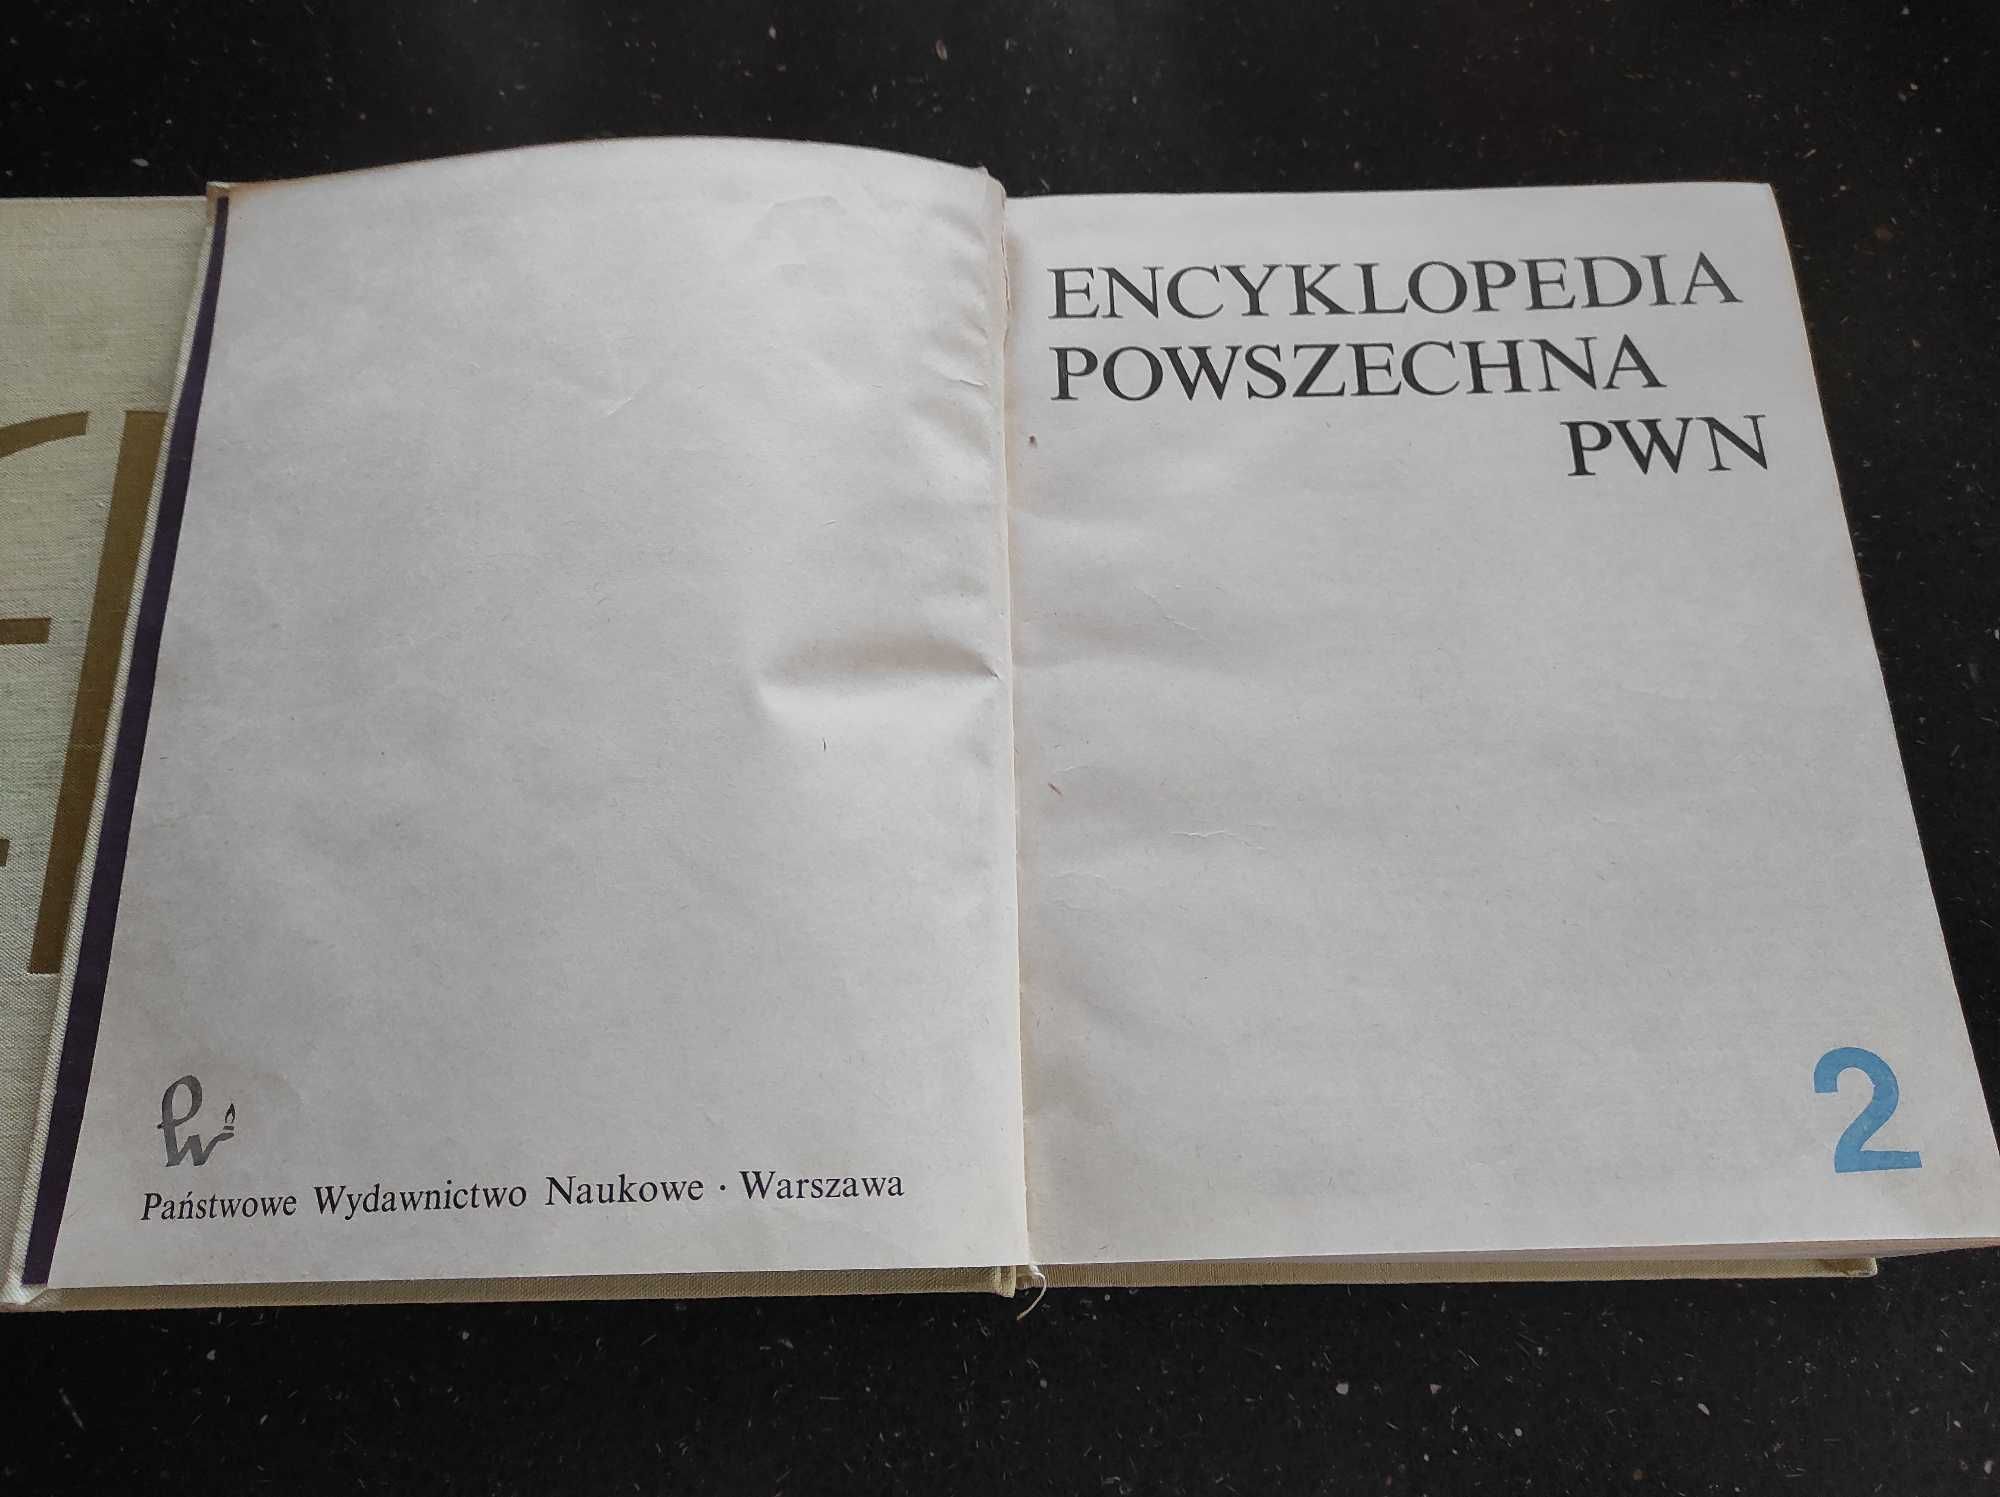 Państwowe Wydawnictwo Naukowe · Warszawa
ENCYKLOPEDIA
POWSZECHNA
PWN
2